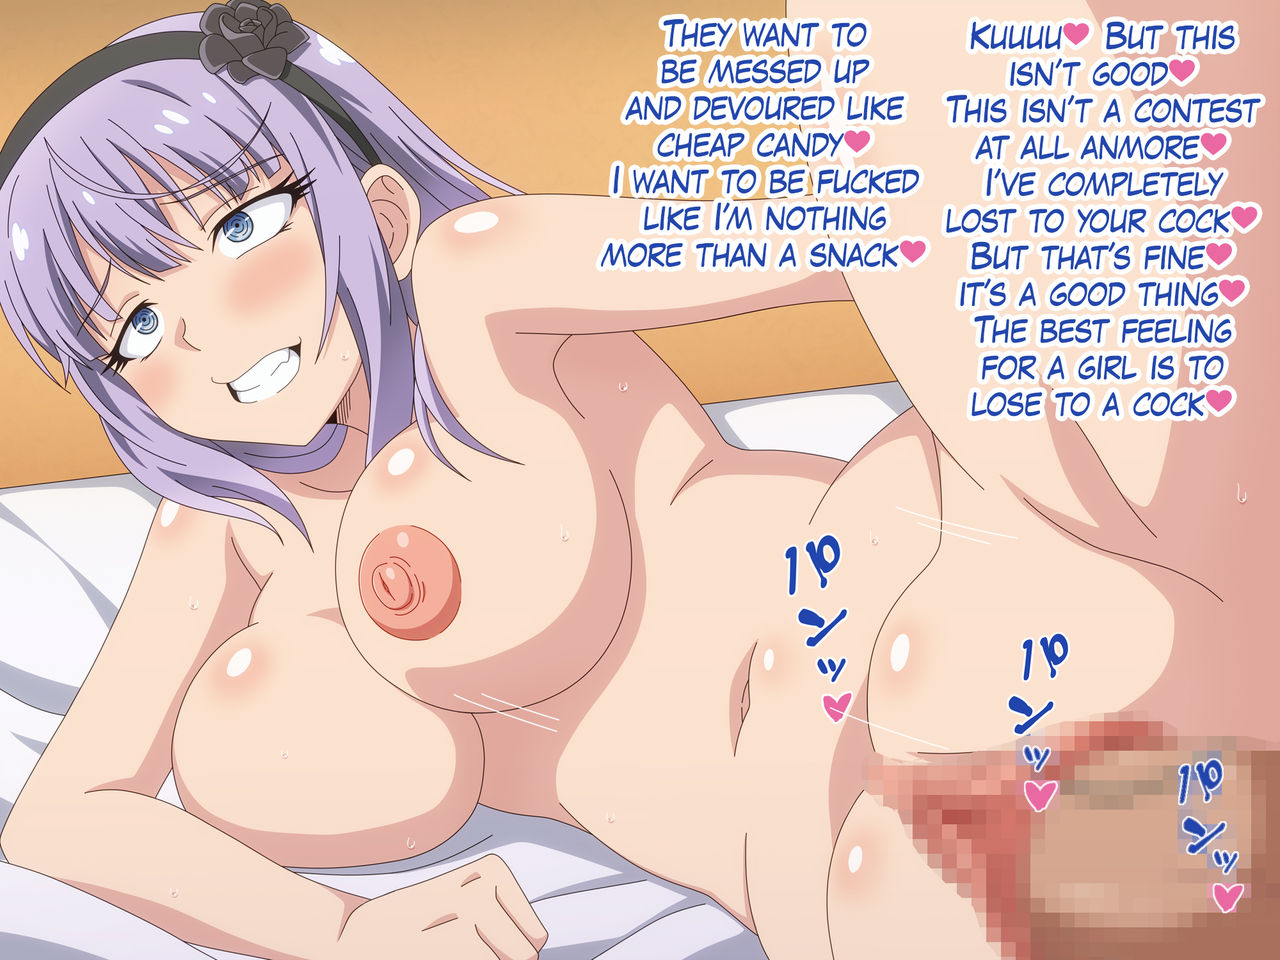 They want to
be messed up
and devoured like
cheap candy♥
I want to be fucked
like I'm nothing
more than a snack♥
Kuuuu♥ But this
isn't good♥
This isn't a contest
at all anmore♥
I've completely
lost to your cock♥
But that's fine♥
it's a good thing♥
The best feeling
for a girl is to
lose to a cock♥
パンッ♥
パンッ♥
パンッ♥